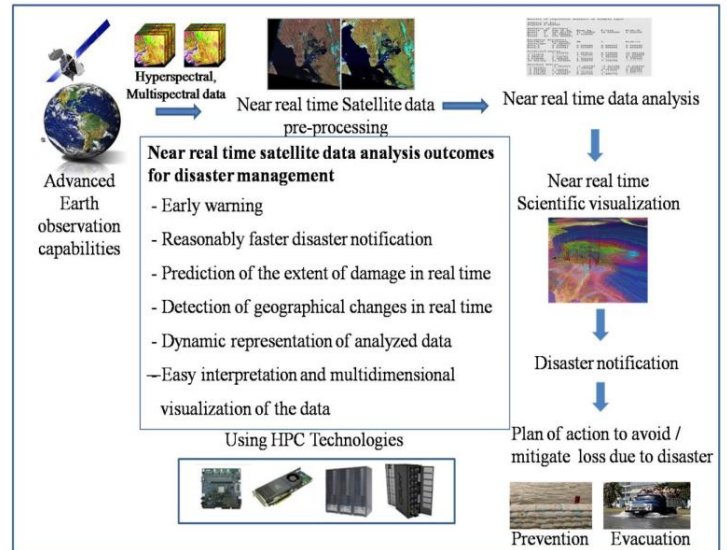 Hyperspectral,
Multispectral data
Near real time Satellite data
pre-processing
Near real time data analysis
Advanced
Earth
observation
capabilities
Near real time satellite data analysis outcomes
for disaster management
- Early warning
- Reasonably faster disaster notification
- Prediction of the extent of damage in real time
- Detection of geographical changes in real time
- Dynamic representation of analyzed data
- Easy interpretation and multidimensional
visualization of the data
Using HPC Technologies
Near real time
Scientific visualization
Disaster notification
Plan of action to avoid /
mitigate loss due to disaster
Prevention
Evacuation